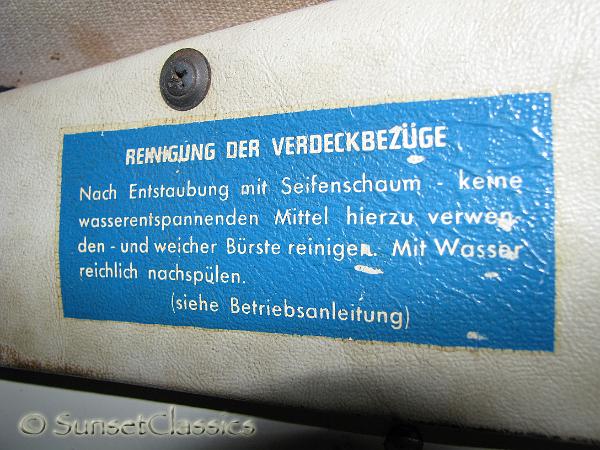 REINIGUNG DER VERDECKBEZÜGE
Nach Entstaubung mit Seifenschaum - keine
wasserentspannenden Mittel hierzu verwen-
den - und weicher Bürste reinigen. Mit Wasser
reichlich nachspülen.
(siehe Betriebsanleitung)
© SunsetClassics